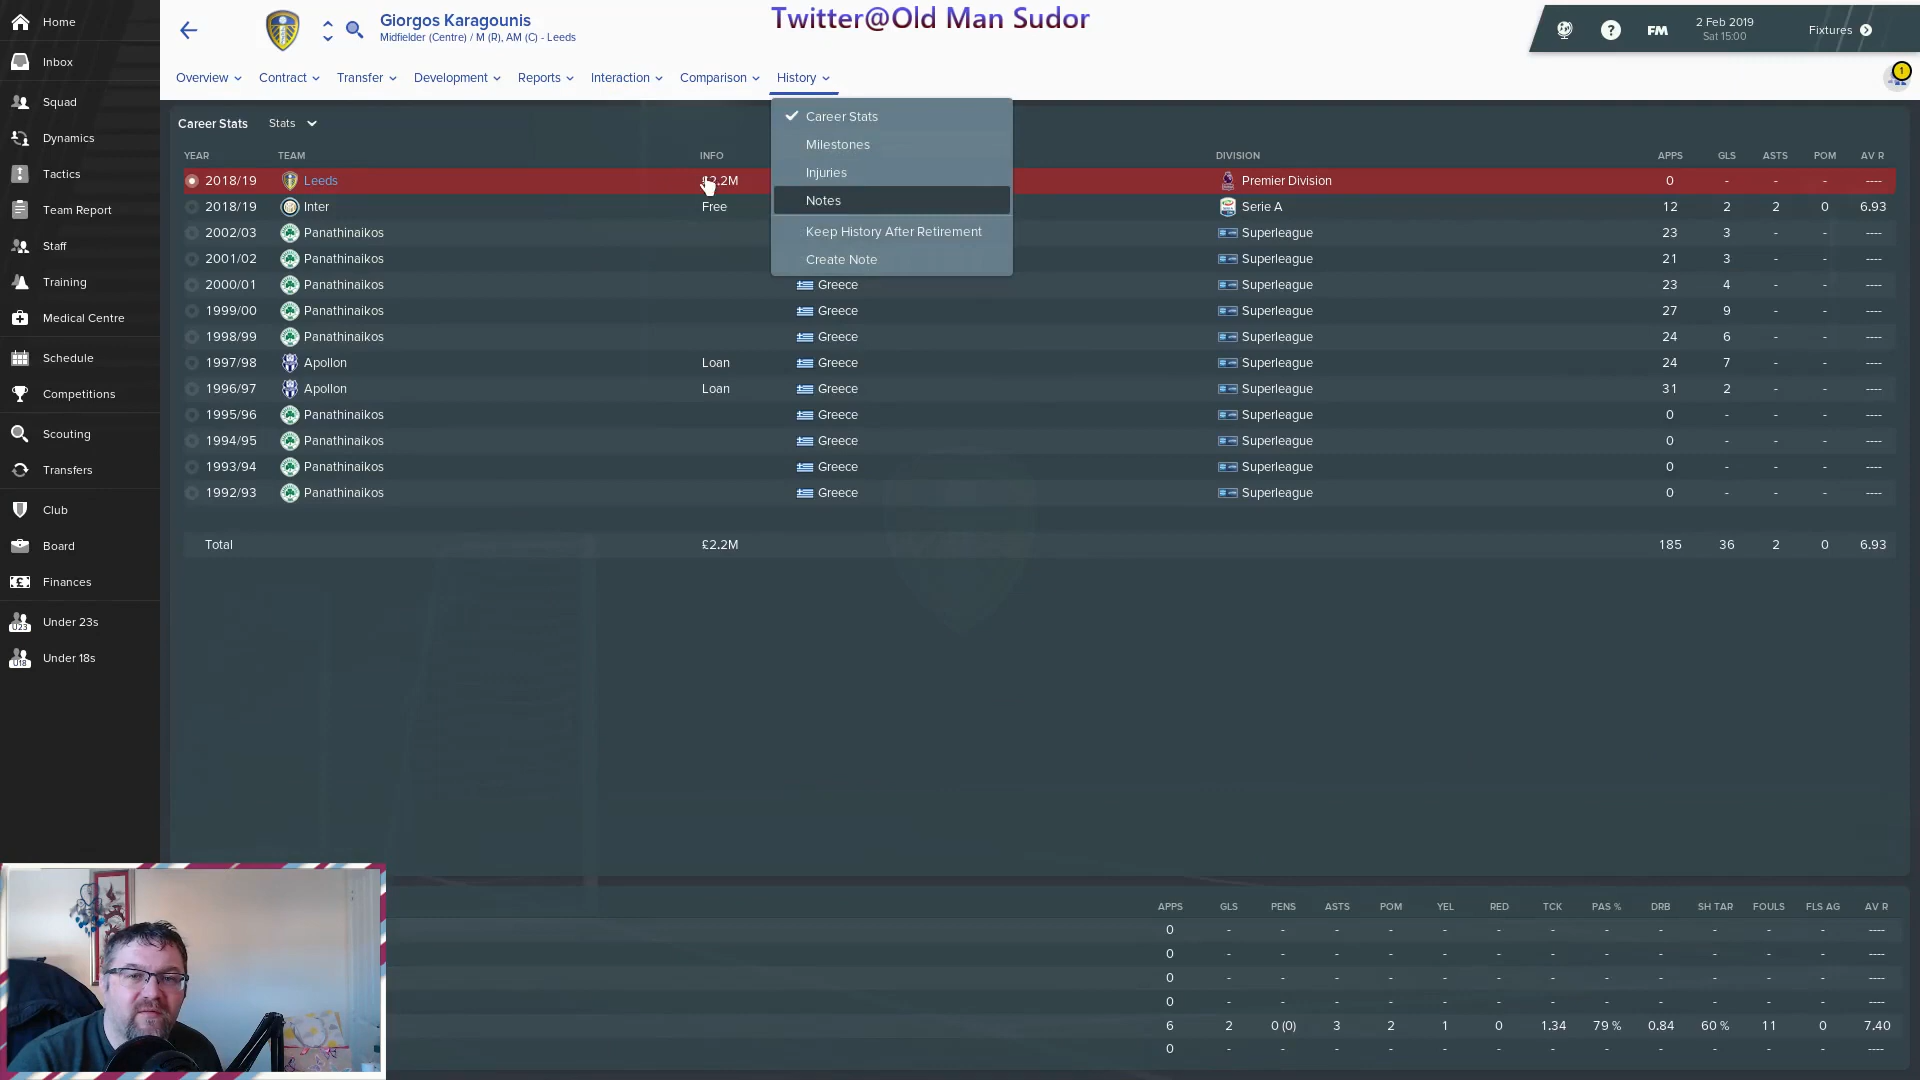 Home
Inbox
Squad
Dynamics
Tactics
Team Report
Staff
Training
Medical Centre
Schedule
Competitions
Scouting
Transfers
Club
Board
Finances
U23 Under 23s
U18 Under 18s
Giorgos Karagounis
Midfielder (Centre) / M (R), AM (C) - Leeds
Twitter@Old Man Sudor
? FM 2 Feb 2019
Sat 15:00
Fixtures
1
Overview Contract Transfer Development Reports Interaction Comparison History
Career Stats
Milestones
Injuries
Notes
Keep History After Retirement
Create Note
Career Stats Stats
YEAR TEAM INFO DIVISION APPS GLS ASTS POM AV R
2018/19 Leeds £2.2M Premier Division 0 - - - ----
2018/19 Inter Free Serie A 12 2 2 0 6.93
2002/03 Panathinaikos Superleague 23 3 - - ----
2001/02 Panathinaikos Superleague 21 3 - - ----
2000/01 Panathinaikos Greece Superleague 23 4 - - ----
1999/00 Panathinaikos Greece Superleague 27 9 - - ----
1998/99 Panathinaikos Greece Superleague 24 6 - - ----
1997/98 Apollon Loan Greece Superleague 24 7 - - ----
1996/97 Apollon Loan Greece Superleague 31 2 - - ----
1995/96 Panathinaikos Greece Superleague 0 - - - ----
1994/95 Panathinaikos Greece Superleague 0 - - - ----
1993/94 Panathinaikos Greece Superleague 0 - - - ----
1992/93 Panathinaikos Greece Superleague 0 - - - ----
Total £2.2M 185 36 2 0 6.93
APPS GLS PENS ASTS POM YEL RED TCK PAS % DRB SH TAR FOULS FLS AG AV R
0 - - - - - - - - - - - - ----
0 - - - - - - - - - - - - ----
0 - - - - - - - - - - - - ----
0 - - - - - - - - - - - - ----
6 2 0 (0) 3 2 1 0 1.34 79 % 0.84 60 % 11 0 7.40
0 - - - - - - - - - - - - ----